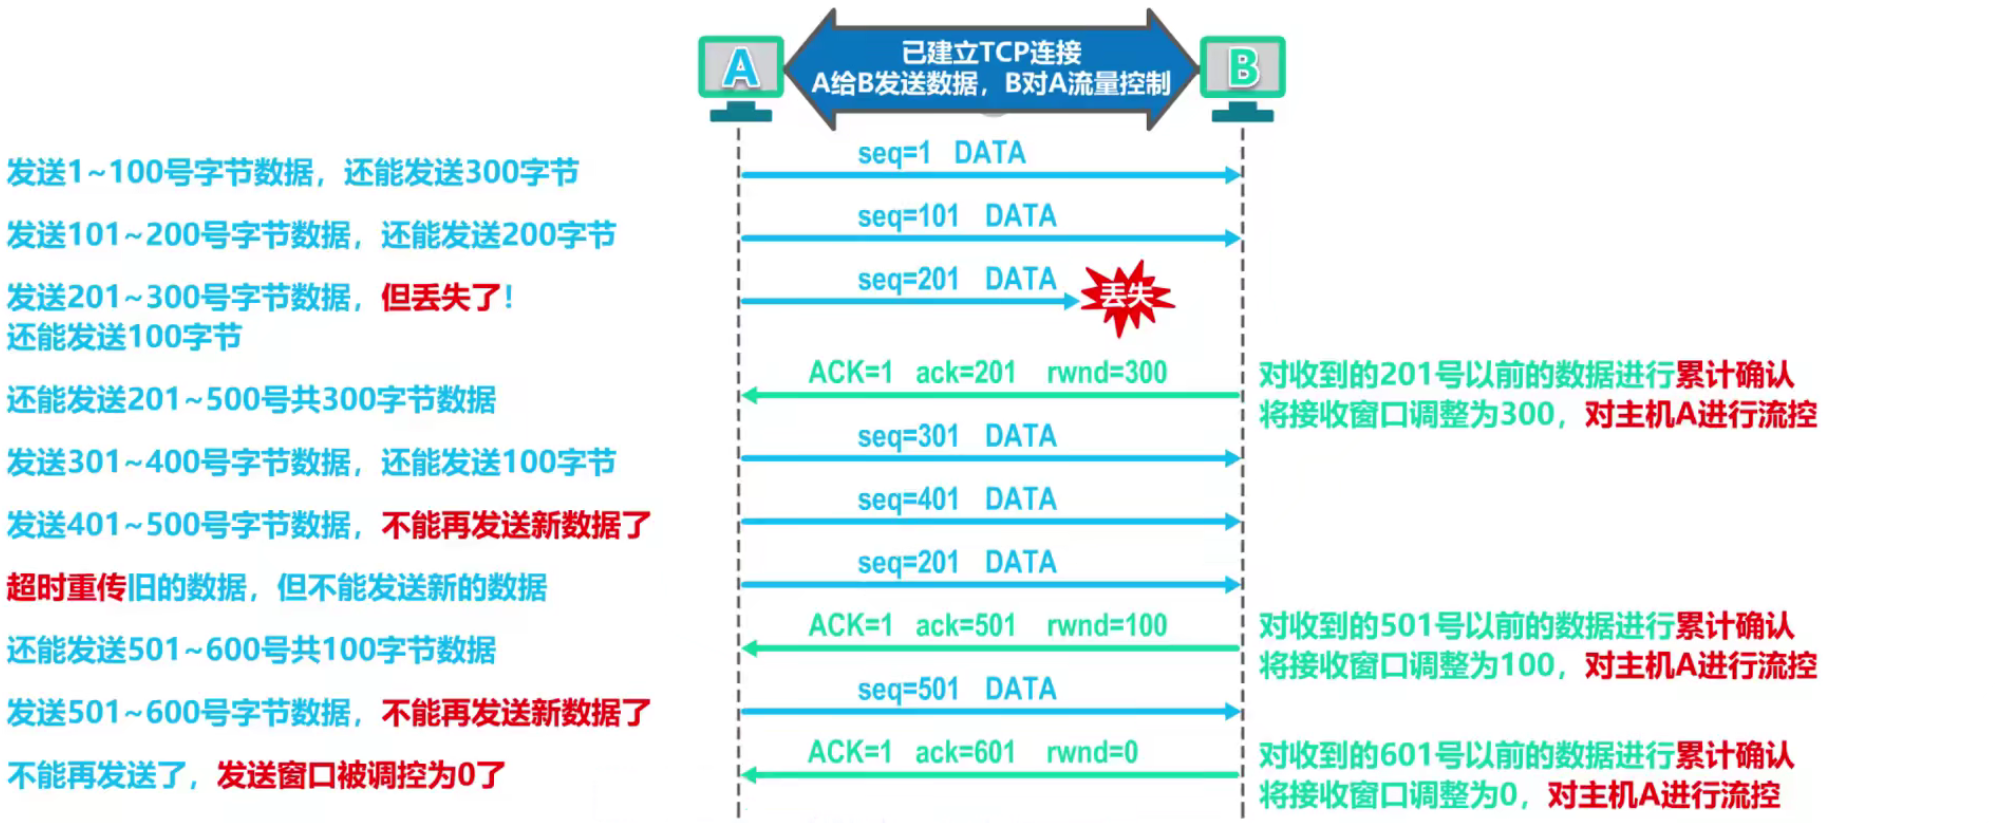 A
已建立TCP连接
A给B发送数据，B对A流量控制
B
发送1~100号字节数据，还能发送300字节
seq=1 DATA
发送101~200号字节数据，还能发送200字节
seq=101 DATA
发送201~300号字节数据，但丢失了！
还能发送100字节
seq=201 DATA
丢失
还能发送201~500号共300字节数据
ACK=1 ack=201 rwnd=300
对收到的201号以前的数据进行累计确认
将接收窗口调整为300，对主机A进行流控
发送301~400号字节数据，还能发送100字节
seq=301 DATA
发送401~500号字节数据，不能再发送新数据了
seq=401 DATA
超时重传旧的数据，但不能发送新的数据
seq=201 DATA
还能发送501~600号共100字节数据
ACK=1 ack=501 rwnd=100
对收到的501号以前的数据进行累计确认
将接收窗口调整为100，对主机A进行流控
发送501~600号字节数据，不能再发送新数据了
seq=501 DATA
不能再发送了，发送窗口被调控为0了
ACK=1 ack=601 rwnd=0
对收到的601号以前的数据进行累计确认
将接收窗口调整为0，对主机A进行流控